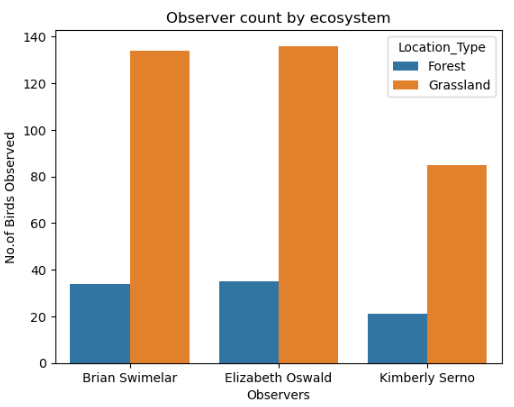 Observer count by ecosystem
Location_Type
Forest
Grassland
No.of Birds Observed
140
120
100
80
60
40
20
0
Brian Swimelar
Elizabeth Oswald
Kimberly Serno
Observers